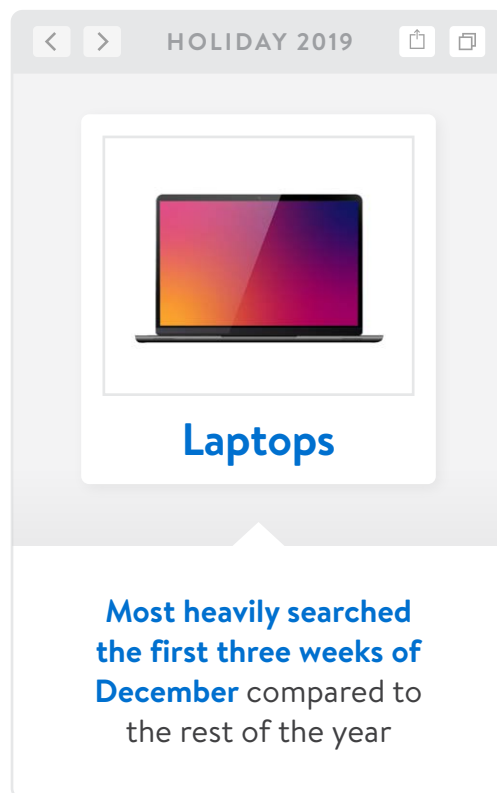 HOLIDAY 2019
Laptops
Most heavily searched
the first three weeks of
December compared to
the rest of the year